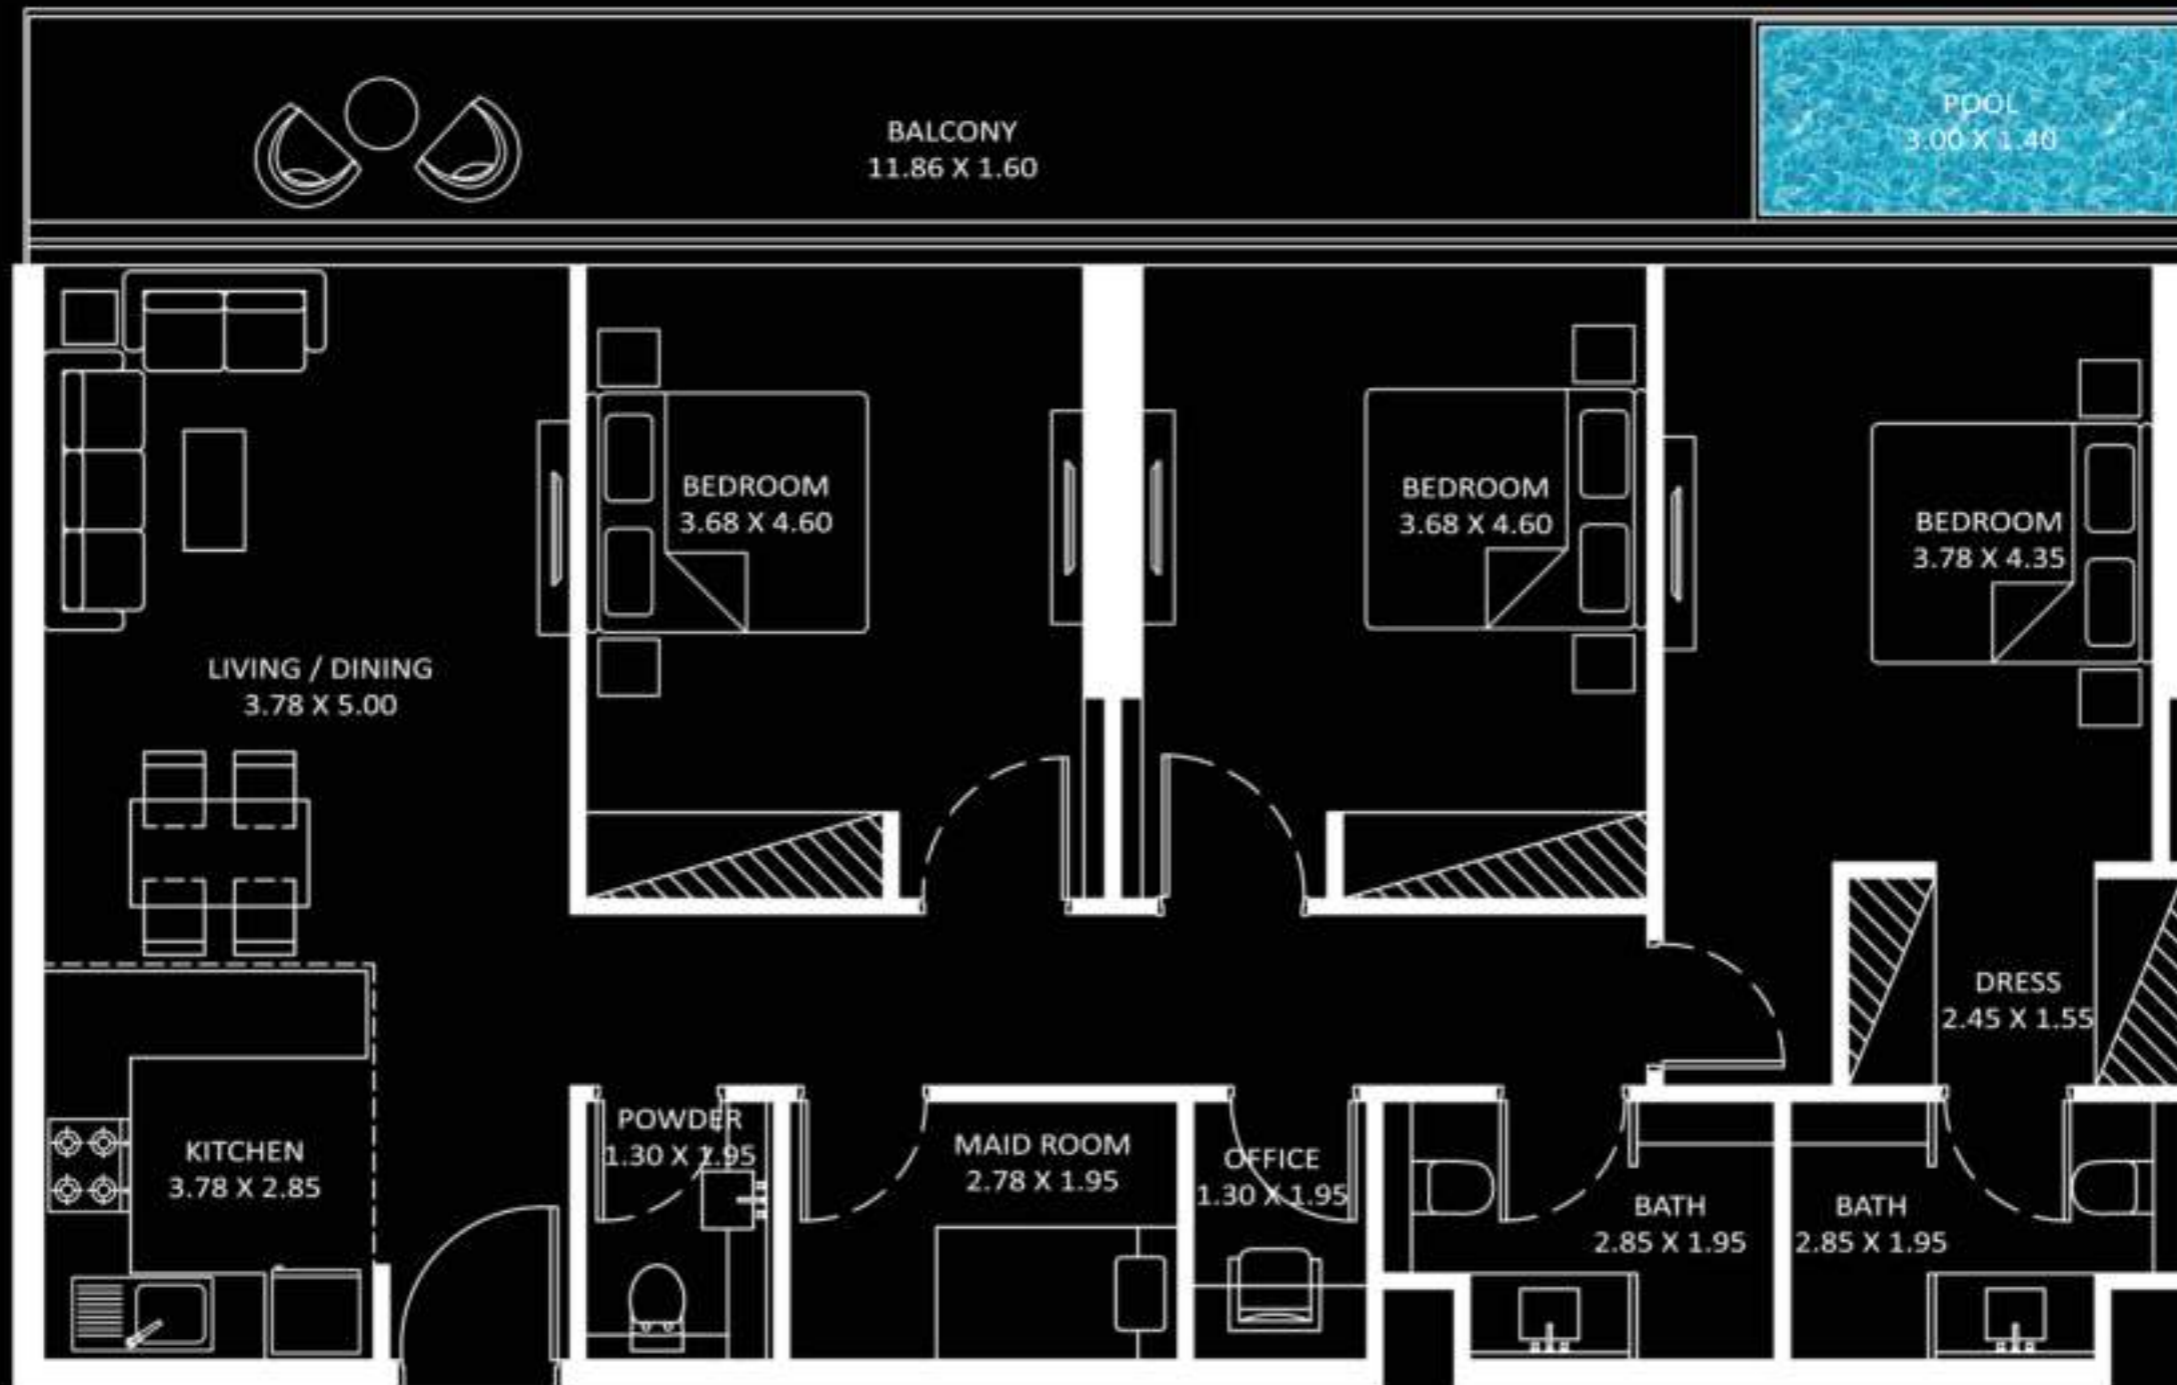 BALCONY
11.86 X 1.60
POOL
3.00 X 1.40
BEDROOM
3.68 X 4.60
BEDROOM
3.68 X 4.60
BEDROOM
3.78 X 4.35
LIVING / DINING
3.78 X 5.00
DRESS
2.45 X 1.55
KITCHEN
3.78 X 2.85
POWDER
1.30 X 1.95
MAID ROOM
2.78 X 1.95
OFFICE
1.30 X 1.95
BATH
2.85 X 1.95
BATH
2.85 X 1.95